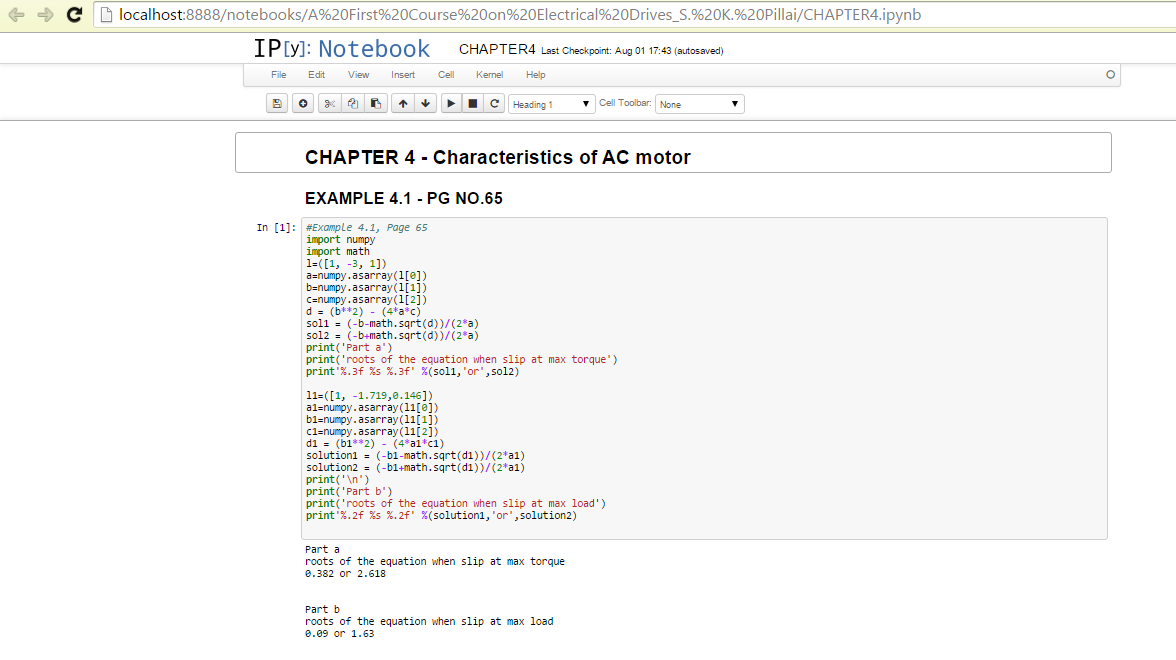 localhost:8888/notebooks/A%20First%20Course%20on%20Electrical%20Drives_S.%20K.%20Pillai/CHAPTER4.ipynb
IP[y]: Notebook CHAPTER4 Last Checkpoint: Aug 01 17:43 (autosaved)
File Edit View Insert Cell Kernel Help
Heading 1 Cell Toolbar: None
CHAPTER 4 - Characteristics of AC motor
EXAMPLE 4.1 - PG NO.65
In [1]: #Example 4.1, Page 65
import numpy
import math
l=([1, -3, 1])
a=numpy.asarray(l[0])
b=numpy.asarray(l[1])
c=numpy.asarray(l[2])
d = (b**2) - (4*a*c)
sol1 = (-b-math.sqrt(d))/(2*a)
sol2 = (-b+math.sqrt(d))/(2*a)
print('Part a')
print('roots of the equation when slip at max torque')
print'%.3f %s %.3f' %(sol1,'or',sol2)
l1=([1, -1.719,0.146])
a1=numpy.asarray(l1[0])
b1=numpy.asarray(l1[1])
c1=numpy.asarray(l1[2])
d1 = (b1**2) - (4*a1*c1)
solution1 = (-b1-math.sqrt(d1))/(2*a1)
solution2 = (-b1+math.sqrt(d1))/(2*a1)
print('\n')
print('Part b')
print('roots of the equation when slip at max load')
print'%.2f %s %.2f' %(solution1,'or',solution2)
Part a
roots of the equation when slip at max torque
0.382 or 2.618
Part b
roots of the equation when slip at max load
0.09 or 1.63